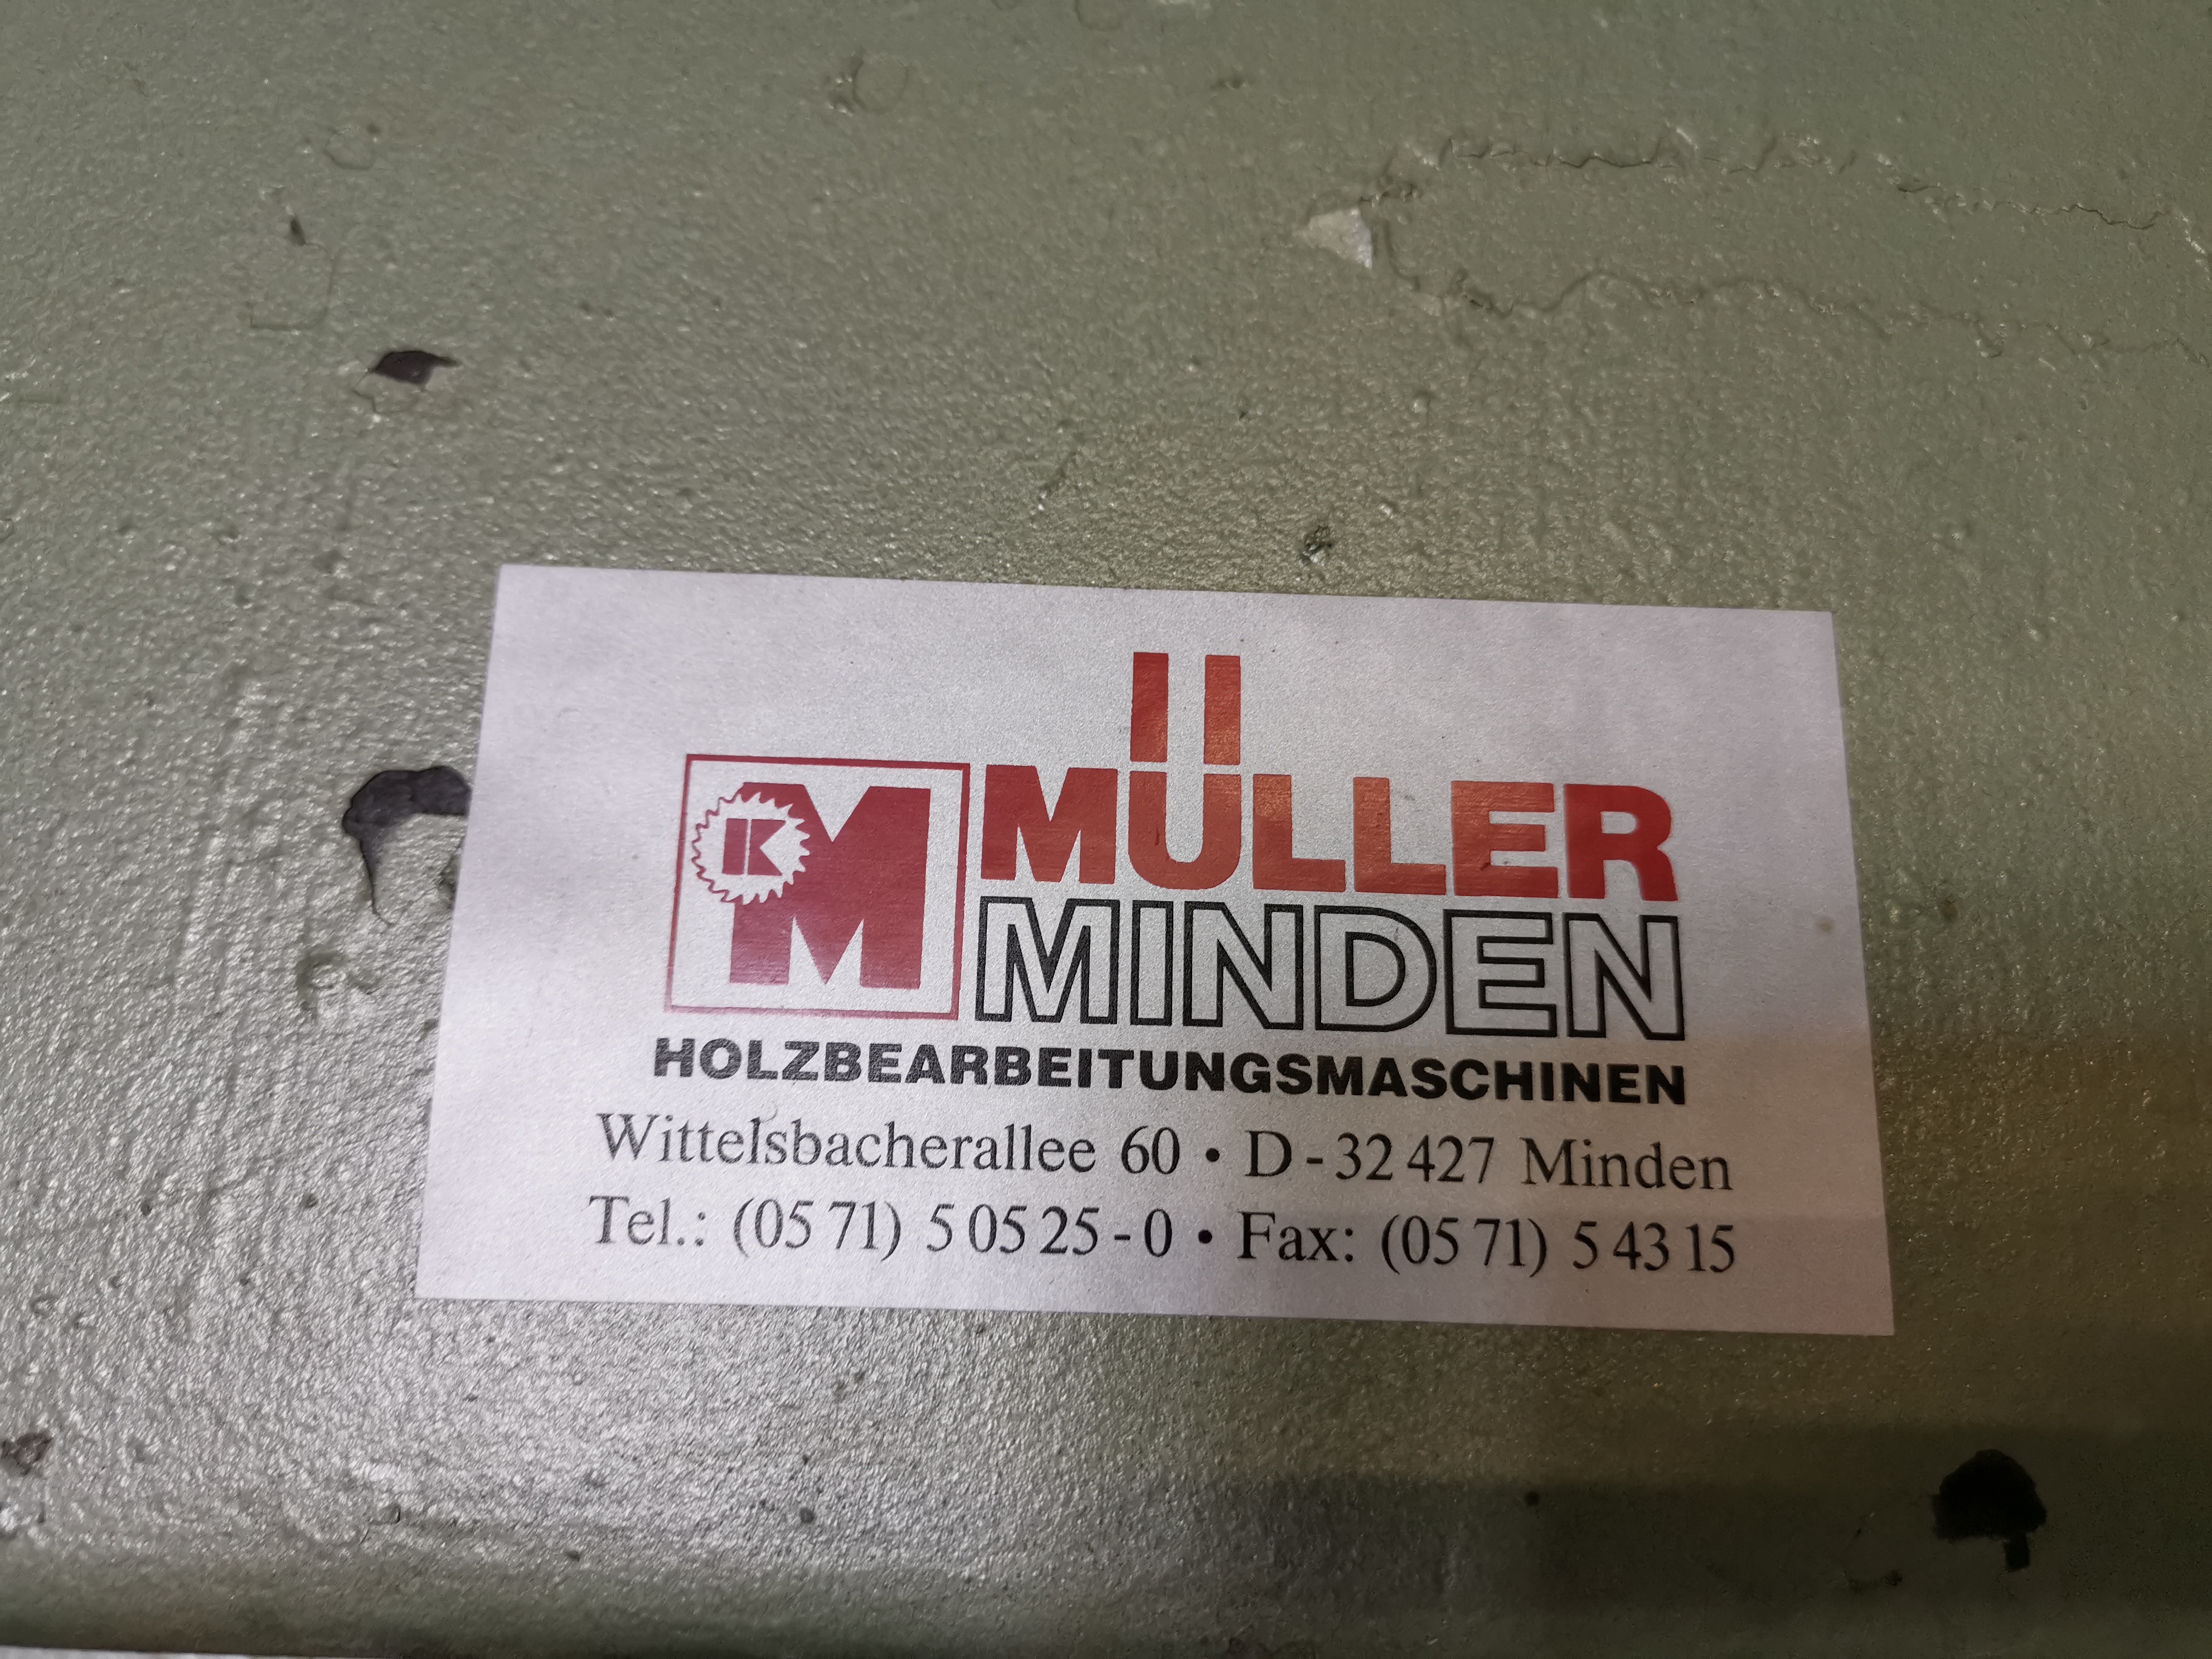 K M
MÜLLER
MINDEN
HOLZBEARBEITUNGSMASCHINEN
Wittelsbacherallee 60 • D-32 427 Minden
Tel.: (05 71) 5 05 25-0 • Fax: (05 71) 5 43 15